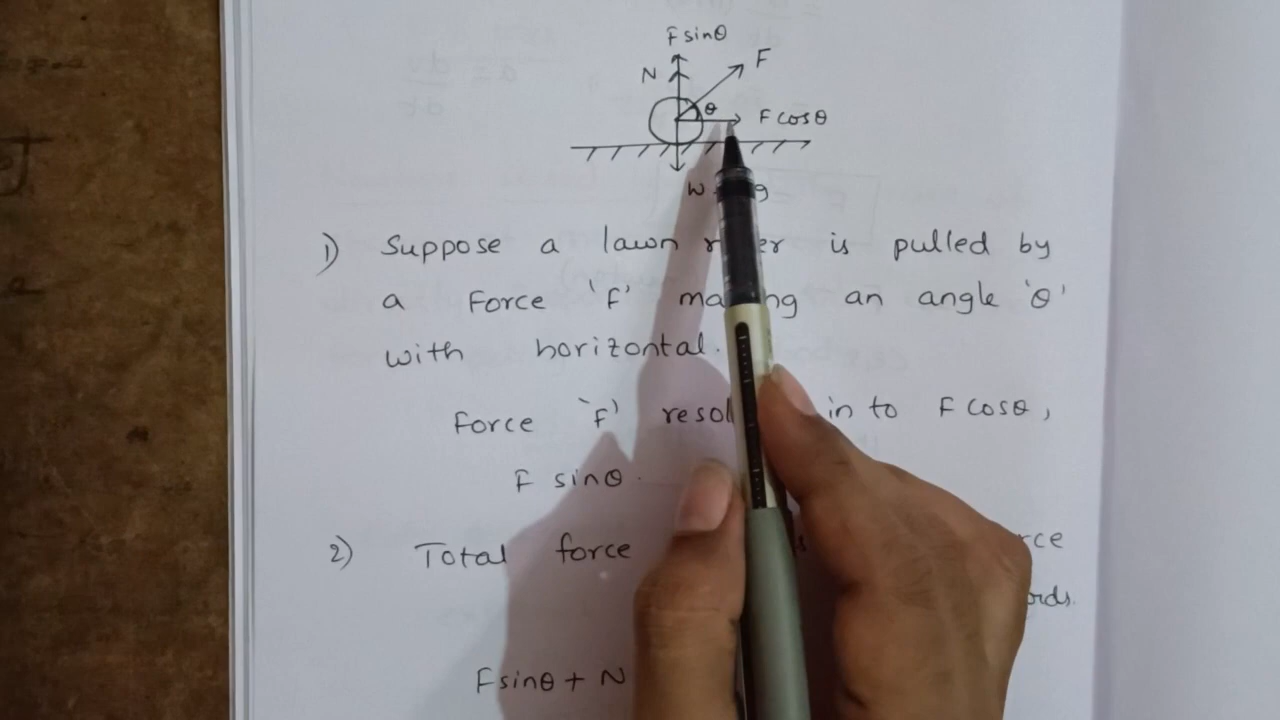 F sinθ
N
F
θ
F cosθ
W
g
1) Suppose a lawn is pulled by
a Force 'F' an angle 'θ'
with horizontal.
Force 'F' in to F cosθ,
F sinθ.
2) Total force
F sinθ + N